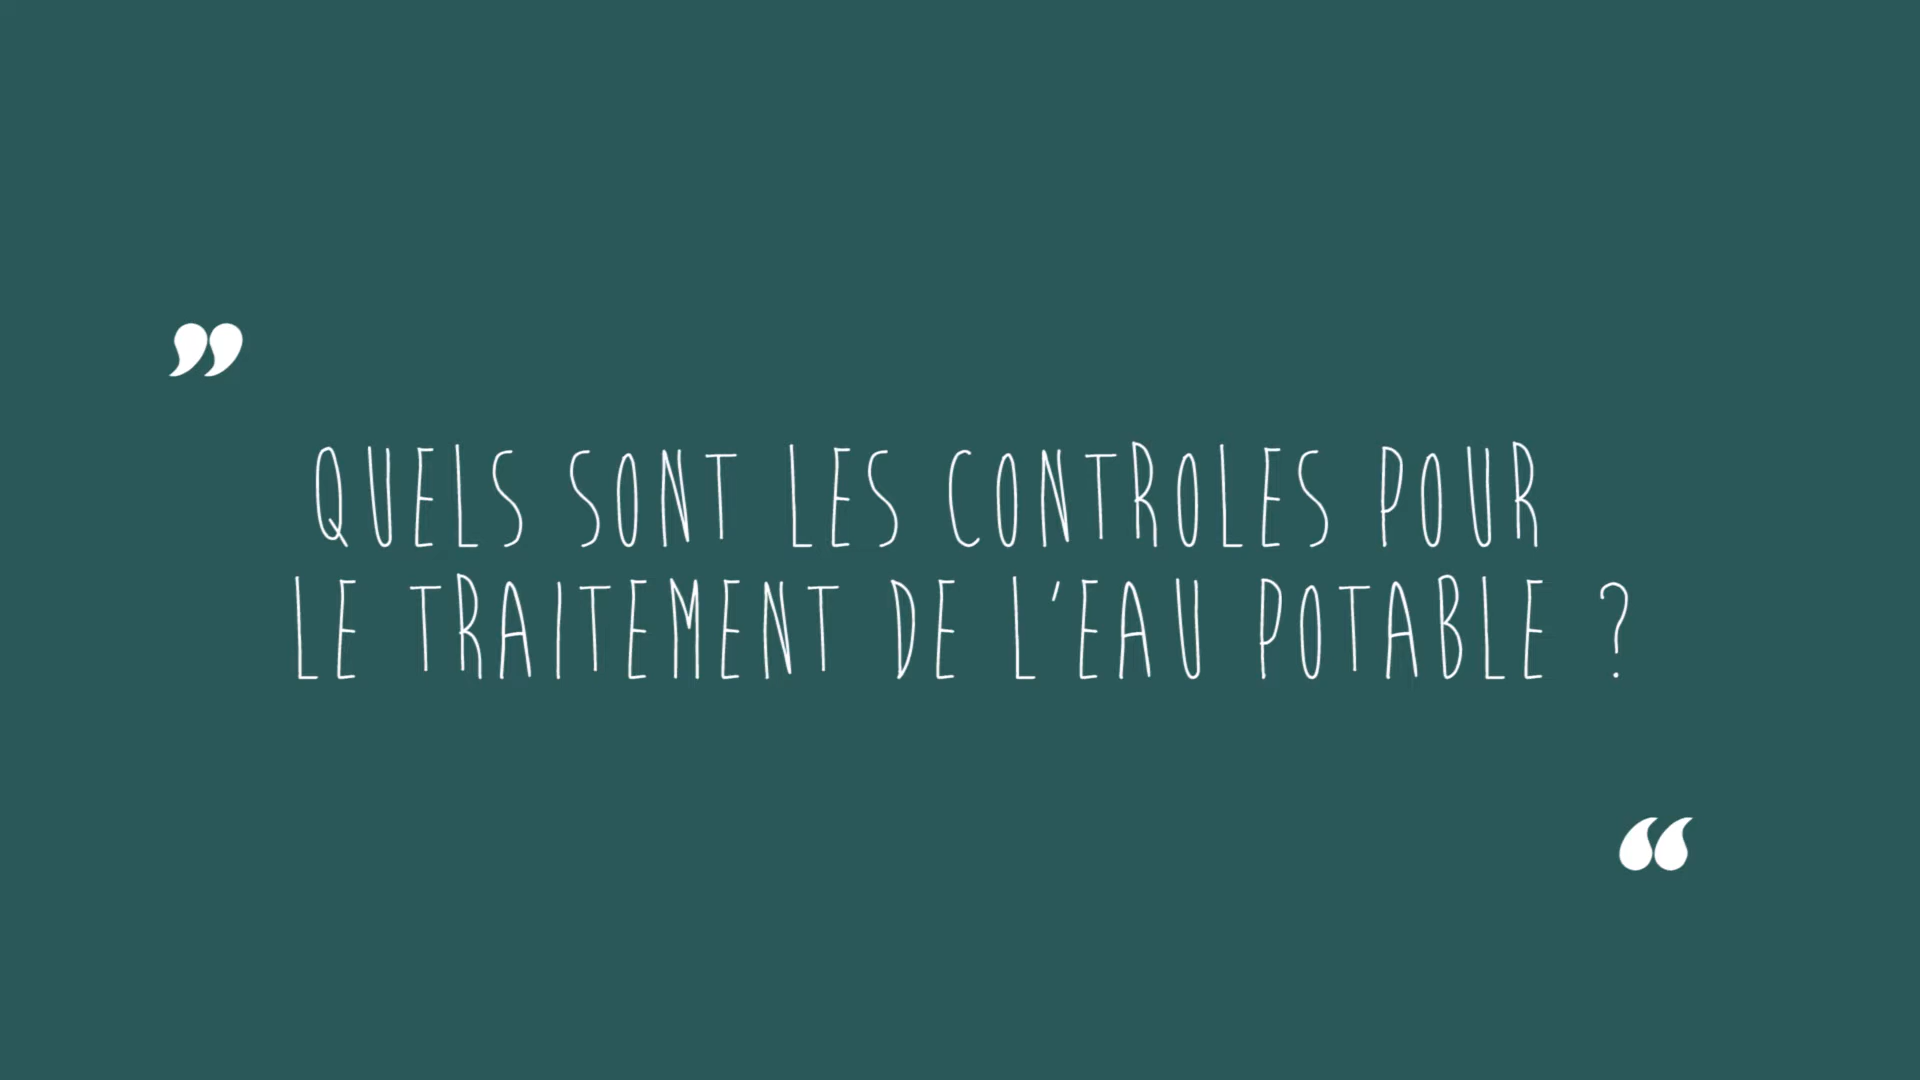 ”
QUELS SONT LES CONTROLES POUR
LE TRAITEMENT DE L'EAU POTABLE ?
“